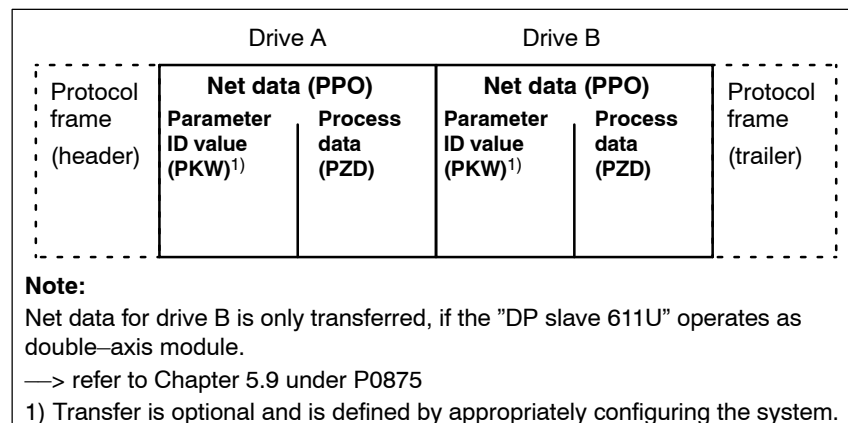 Drive A
Drive B
Protocol
frame
(header)
Net data (PPO)
Parameter
ID value
(PKW)1)
Process
data
(PZD)
Net data (PPO)
Parameter
ID value
(PKW)1)
Process
data
(PZD)
Protocol
frame
(trailer)
Note:
Net data for drive B is only transferred, if the ”DP slave 611U” operates as
double–axis module.
––> refer to Chapter 5.9 under P0875
1) Transfer is optional and is defined by appropriately configuring the system.